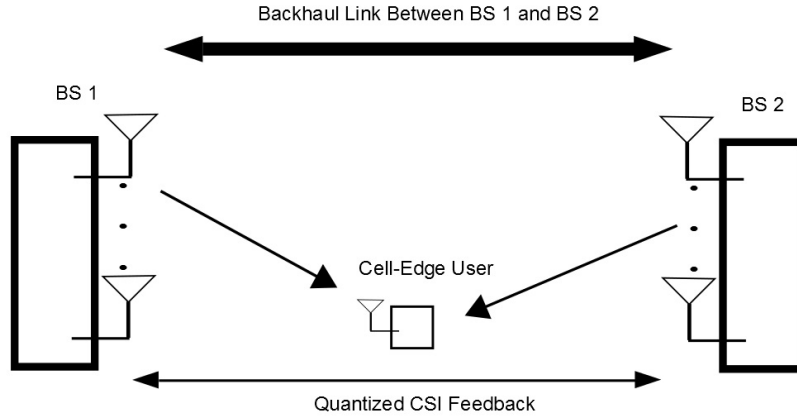 Backhaul Link Between BS 1 and BS 2
BS 1
BS 2
Cell-Edge User
Quantized CSI Feedback